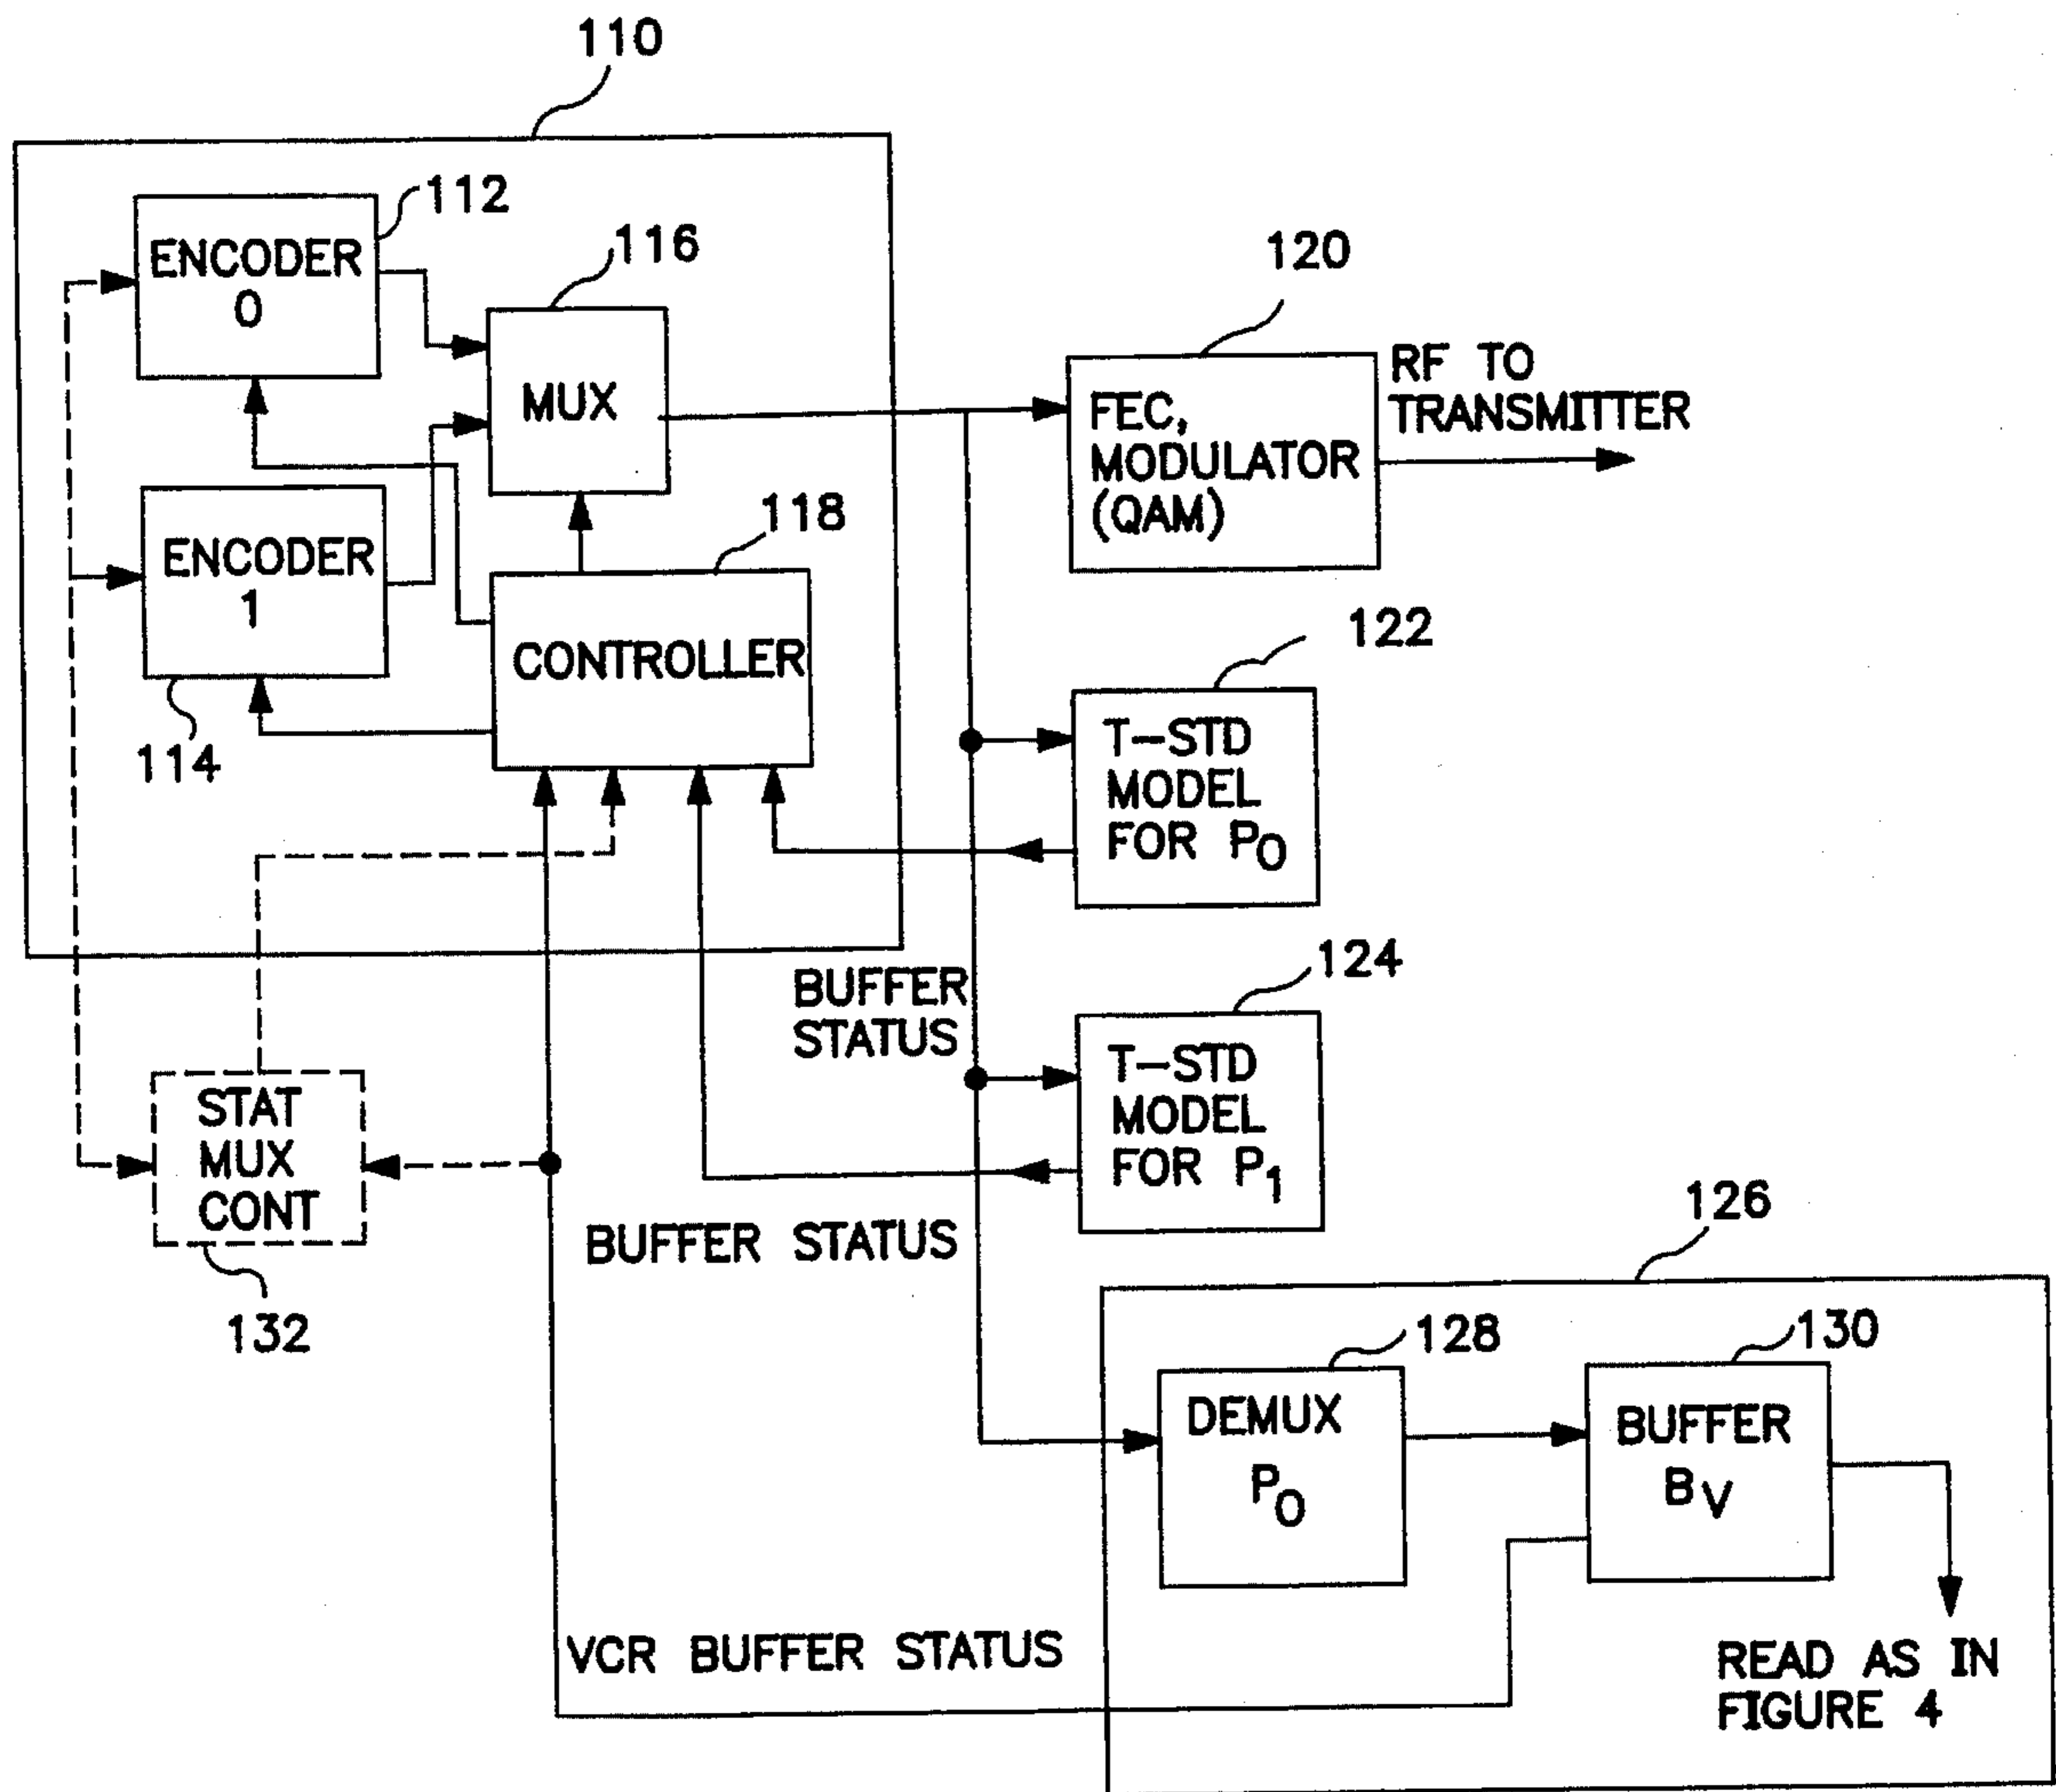 110
112
ENCODER
0
116
MUX
120
FEC,
MODULATOR
(QAM)
RF TO
TRANSMITTER
118
ENCODER
1
114
CONTROLLER
122
T-STD
MODEL
FOR P0
BUFFER
STATUS
124
T-STD
MODEL
FOR P1
STAT
MUX
CONT
132
BUFFER STATUS
126
128
DEMUX
P0
130
BUFFER
BV
VCR BUFFER STATUS
READ AS IN
FIGURE 4